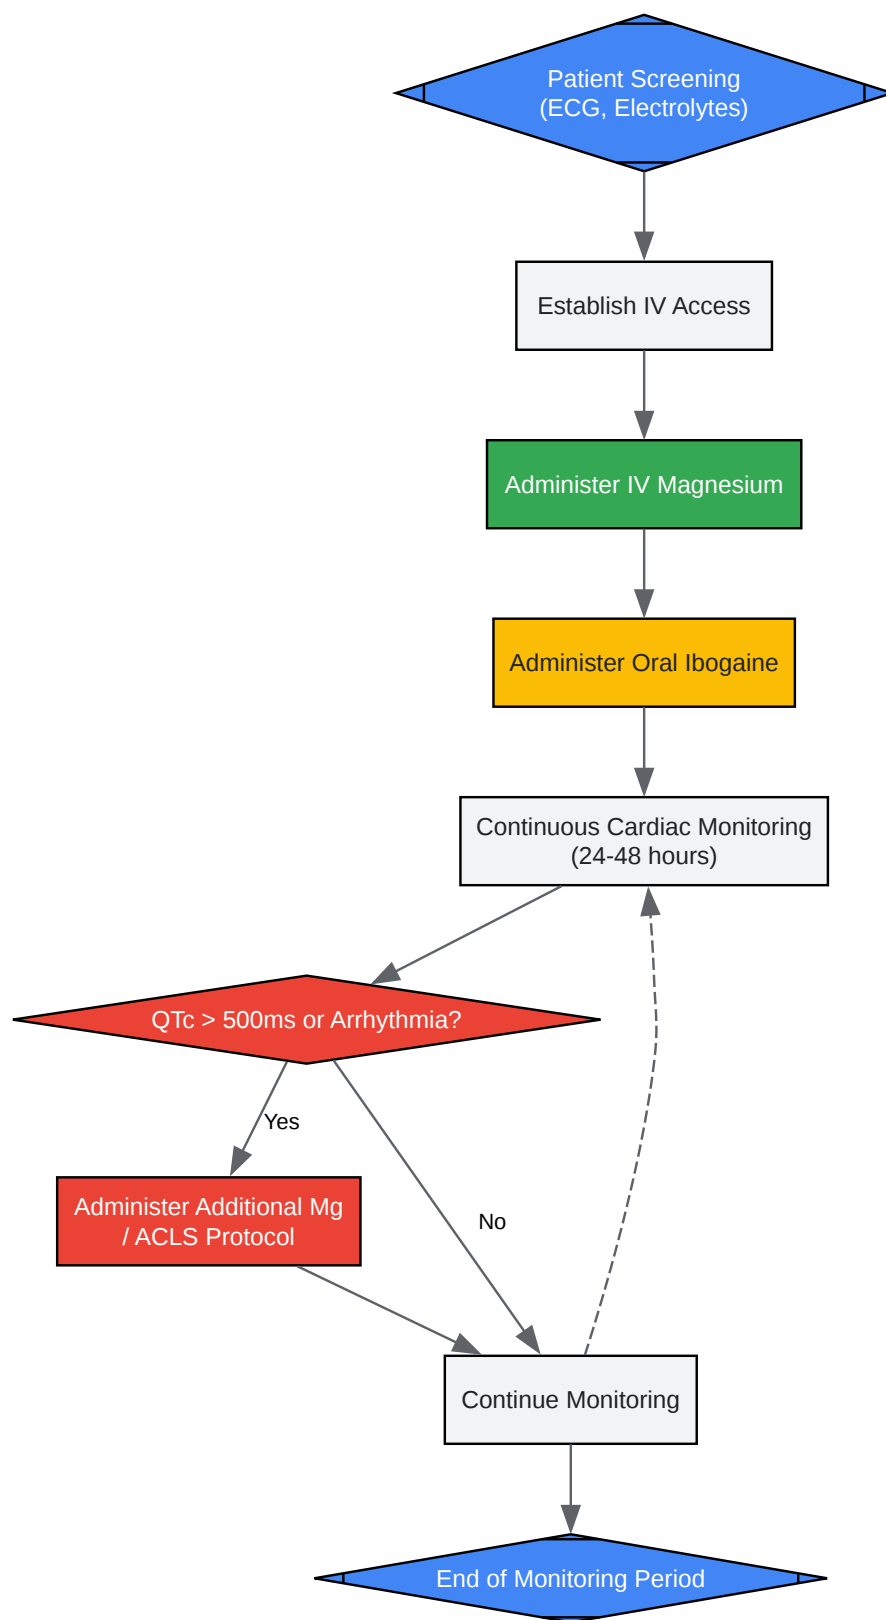 Patient Screening
(ECG, Electrolytes)
Establish IV Access
Administer IV Magnesium
Administer Oral Ibogaine
Continuous Cardiac Monitoring
(24-48 hours)
QTc > 500ms or Arrhythmia?
Yes
Administer Additional Mg
/ ACLS Protocol
No
Continue Monitoring
End of Monitoring Period